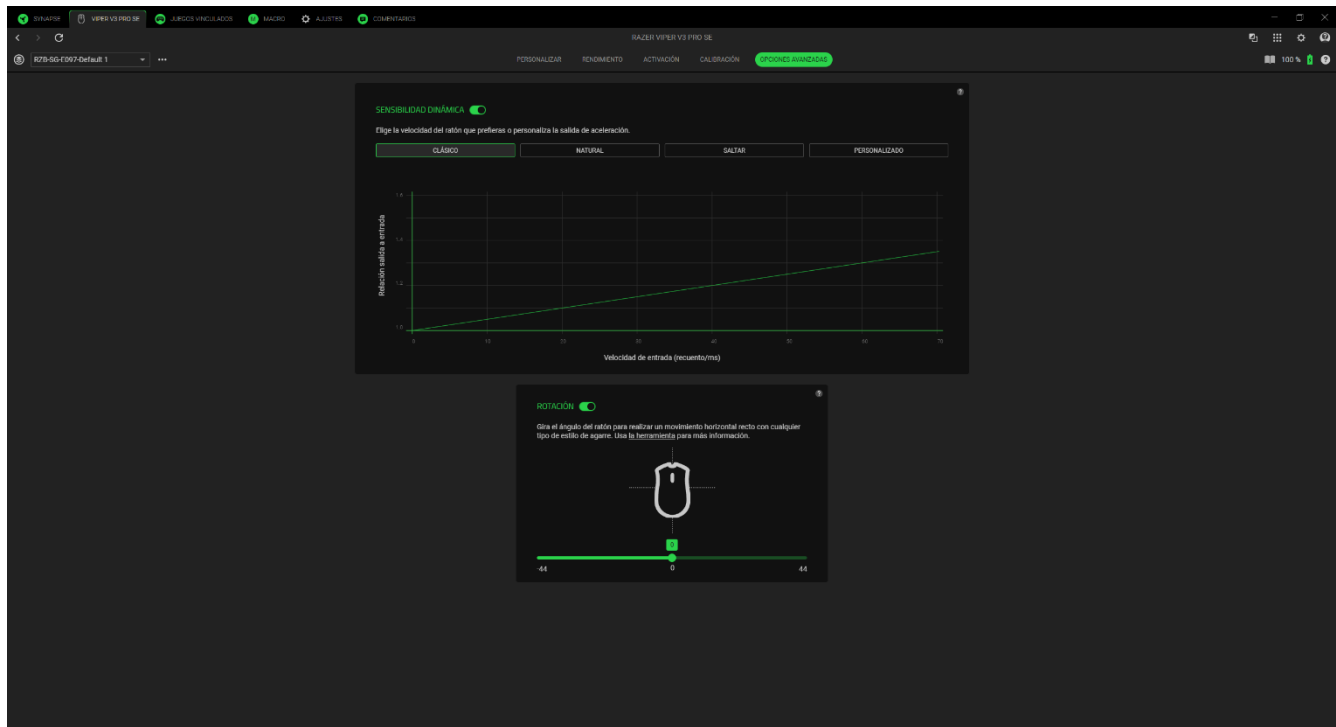 SYNAPSE
VIPER V3 PRO SE
JUEGOS VINCULADOS
MACRO
AJUSTES
COMENTARIOS
RAZER VIPER V3 PRO SE
RZB-SG-E097-Default 1
PERSONALIZAR
RENDIMIENTO
ACTIVACIÓN
CALIBRACIÓN
OPCIONES AVANZADAS
100 %
SENSIBILIDAD DINÁMICA
Elige la velocidad del ratón que prefieras o personaliza la salida de aceleración.
CLÁSICO
NATURAL
SALTAR
PERSONALIZADO
Relación salida a entrada
1.6
1.4
1.2
1.0
0
10
20
30
40
50
60
70
Velocidad de entrada (recuento/ms)
ROTACIÓN
Gira el ángulo del ratón para realizar un movimiento horizontal recto con cualquier
tipo de estilo de agarre. Usa la herramienta para más información.
0
-44
0
44